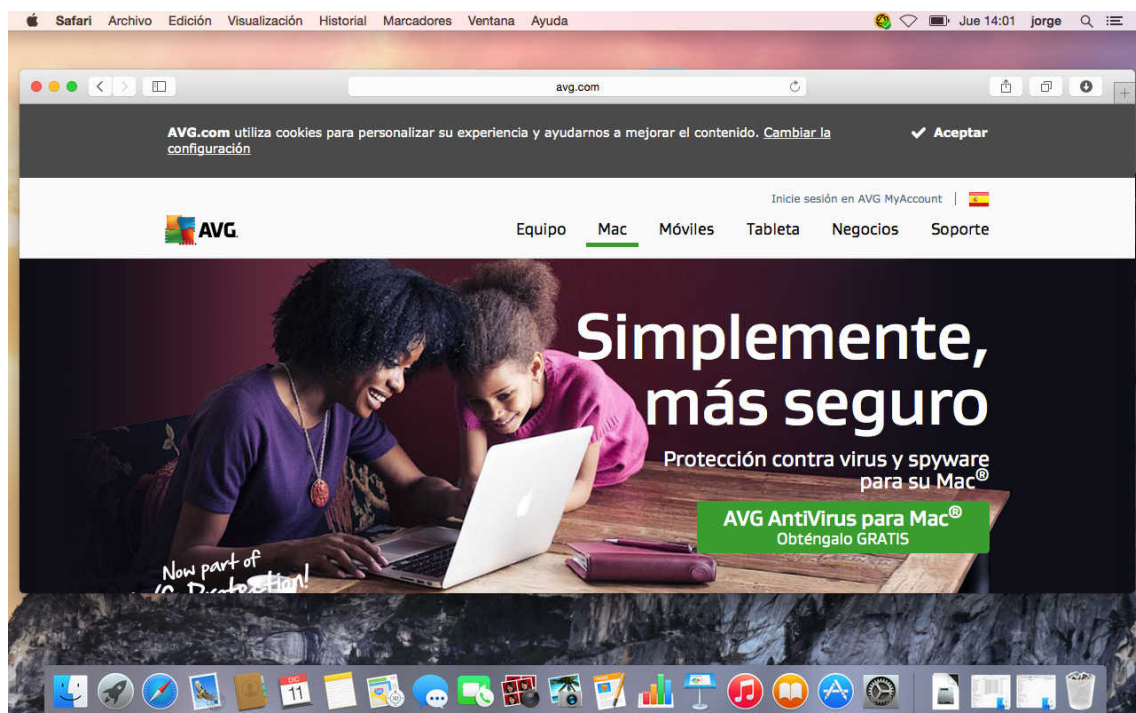 Safari Archivo Edición Visualización Historial Marcadores Ventana Ayuda Jue 14:01 jorge
avg.com
AVG.com utiliza cookies para personalizar su experiencia y ayudarnos a mejorar el contenido. Cambiar la
configuración
Aceptar
Inicie sesión en AVG MyAccount |
AVG.
Equipo Mac Móviles Tableta Negocios Soporte
Simplemente,
más seguro
Protección contra virus y spyware
para su Mac®
AVG AntiVirus para Mac®
Obténgalo GRATIS
Now part of
DIC
11